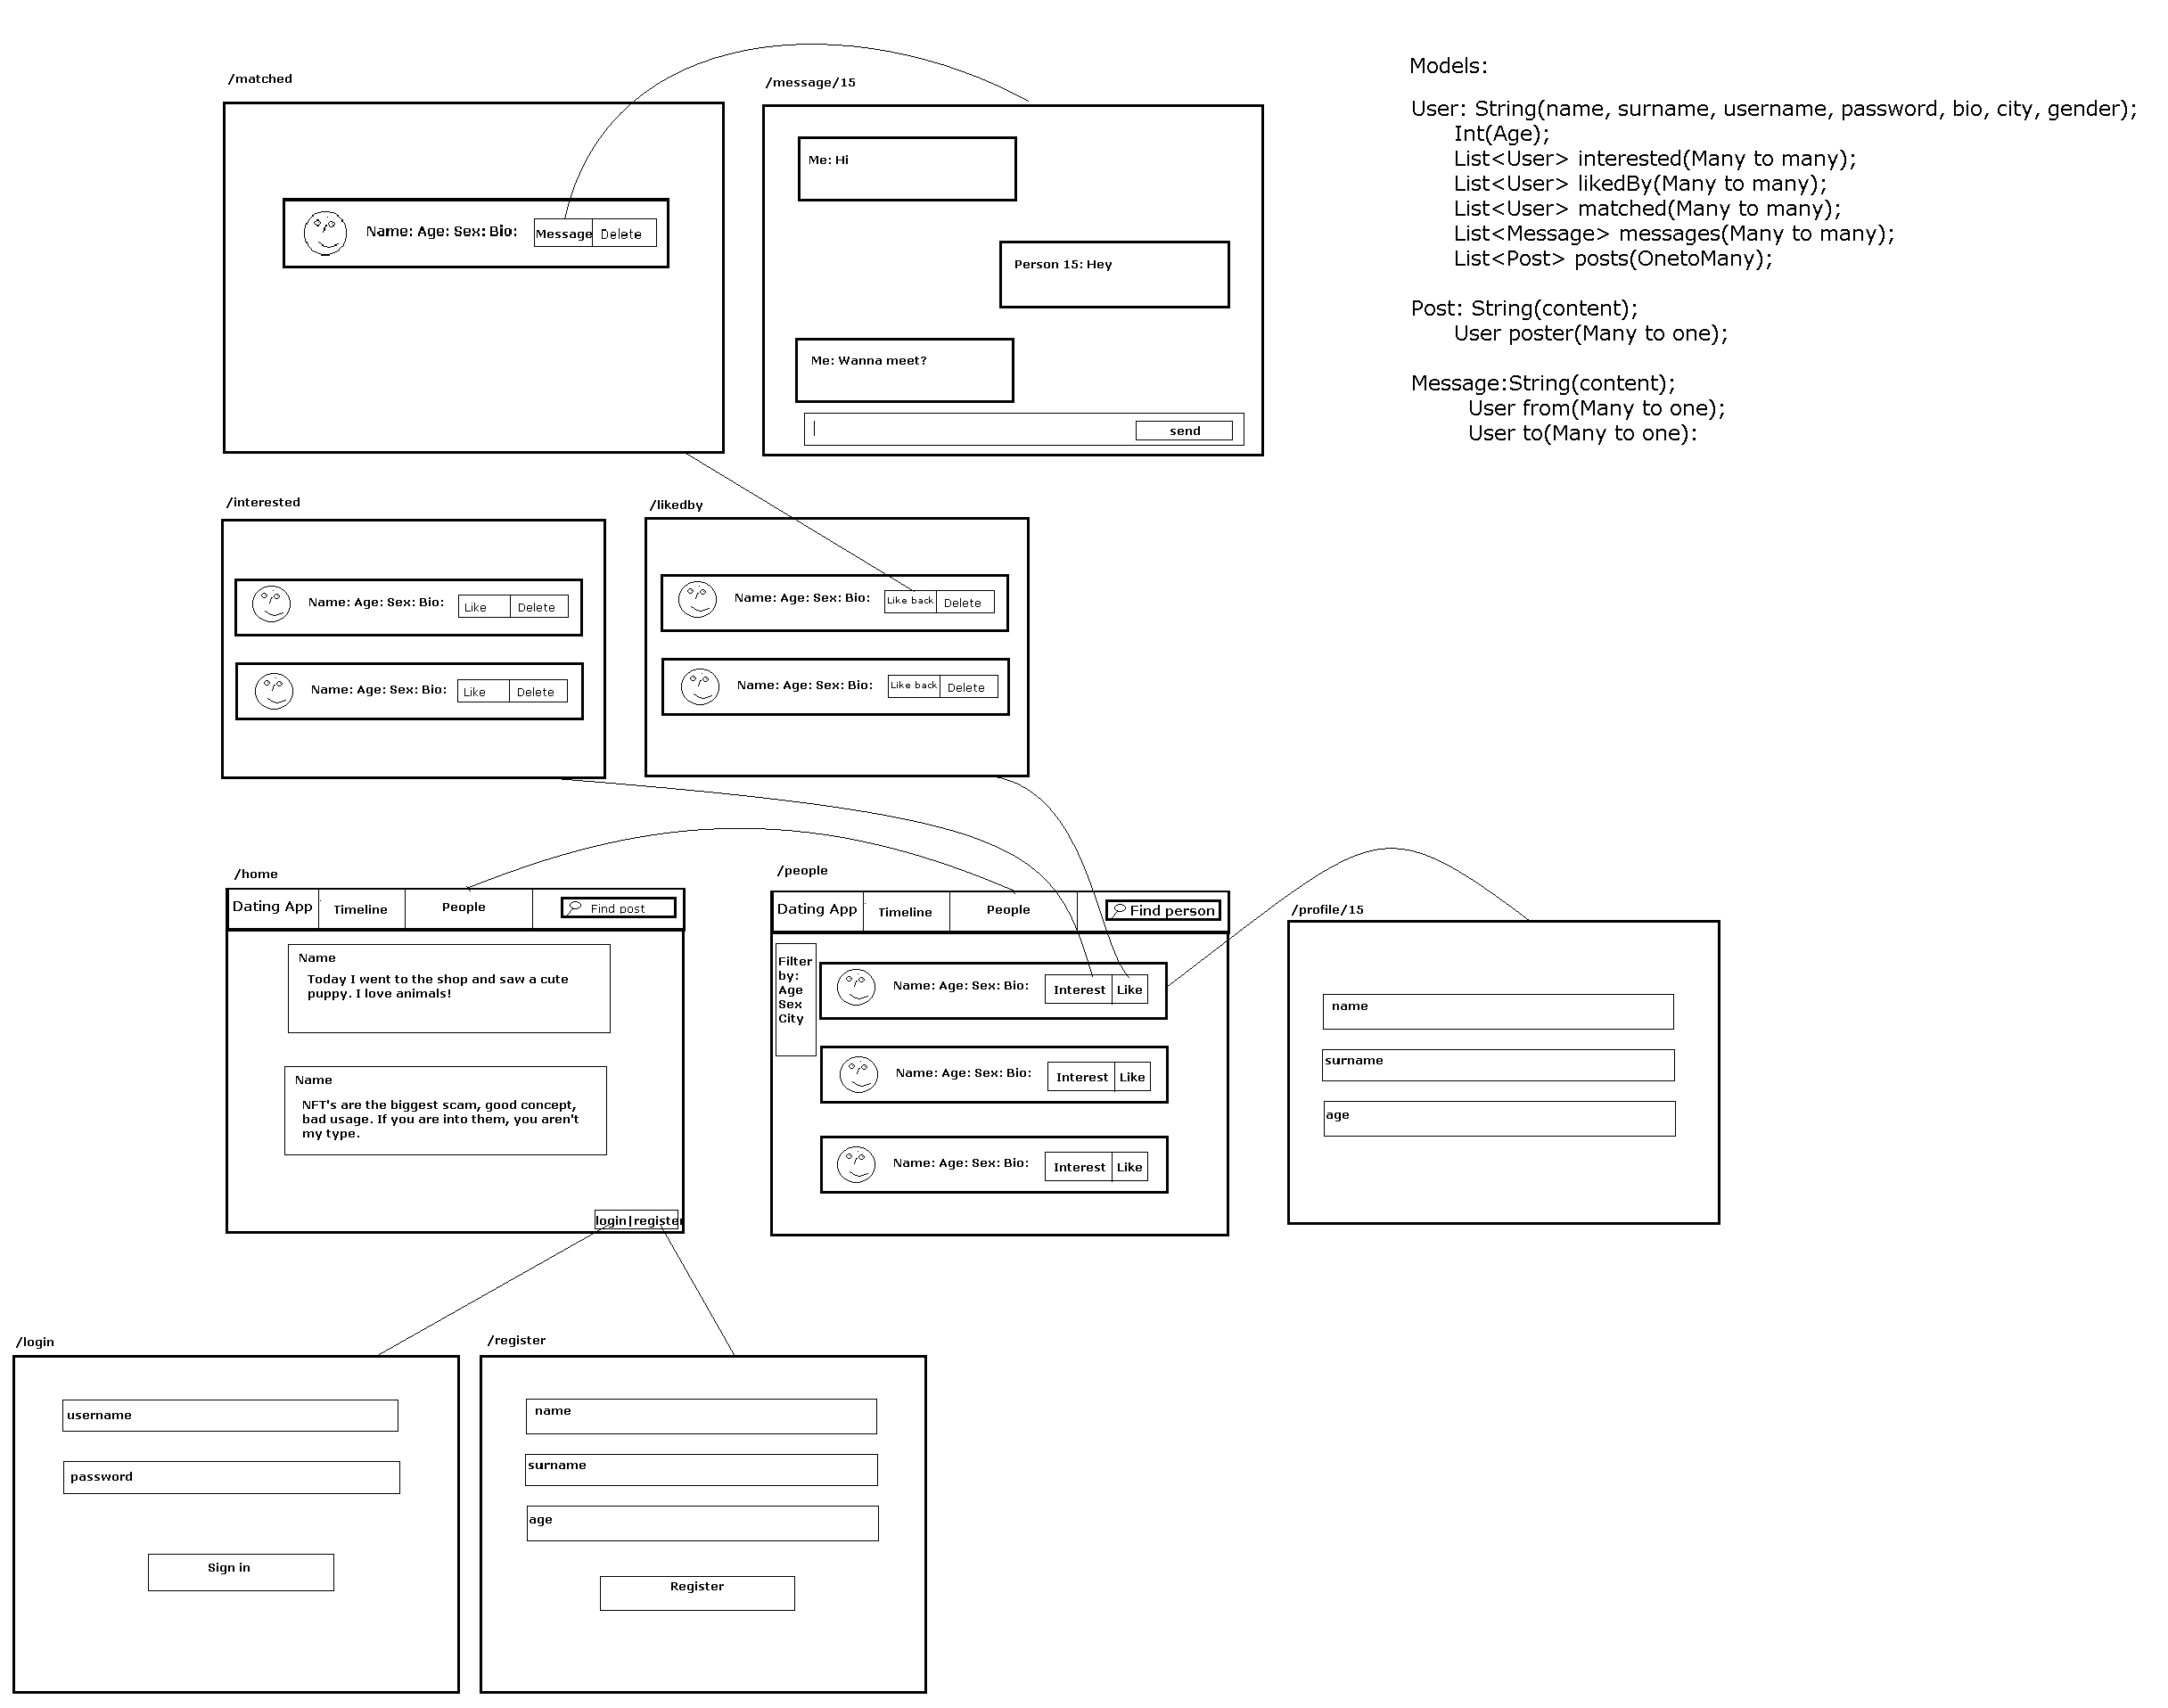 /matched
Name: Age: Sex: Bio:
Message
Delete
/message/15
Me: Hi
Person 15: Hey
Me: Wanna meet?
send
Models:
User: String(name, surname, username, password, bio, city, gender);
Int(Age);
List<User> interested(Many to many);
List<User> likedBy(Many to many);
List<User> matched(Many to many);
List<Message> messages(Many to many);
List<Post> posts(OnetoMany);
Post: String(content);
User poster(Many to one);
Message:String(content);
User from(Many to one);
User to(Many to one):
/interested
Name: Age: Sex: Bio:
Like
Delete
Name: Age: Sex: Bio:
Like
Delete
/likedby
Name: Age: Sex: Bio:
Like back
Delete
Name: Age: Sex: Bio:
Like back
Delete
/home
Dating App
Timeline
People
Find post
Name
Today I went to the shop and saw a cute
puppy. I love animals!
Name
NFT's are the biggest scam, good concept,
bad usage. If you are into them, you aren't
my type.
login|register
/people
Dating App
Timeline
People
Find person
Filter
by:
Age
Sex
City
Name: Age: Sex: Bio:
Interest
Like
Name: Age: Sex: Bio:
Interest
Like
Name: Age: Sex: Bio:
Interest
Like
/profile/15
name
surname
age
/login
username
password
Sign in
/register
name
surname
age
Register